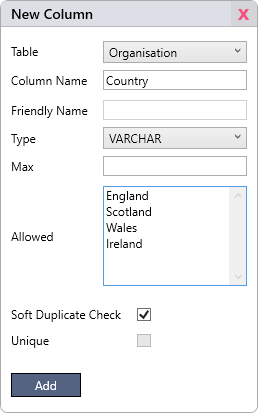 New Column X
Table Organisation
Column Name Country
Friendly Name
Type VARCHAR
Max
Allowed
England
Scotland
Wales
Ireland
Soft Duplicate Check
Unique
Add